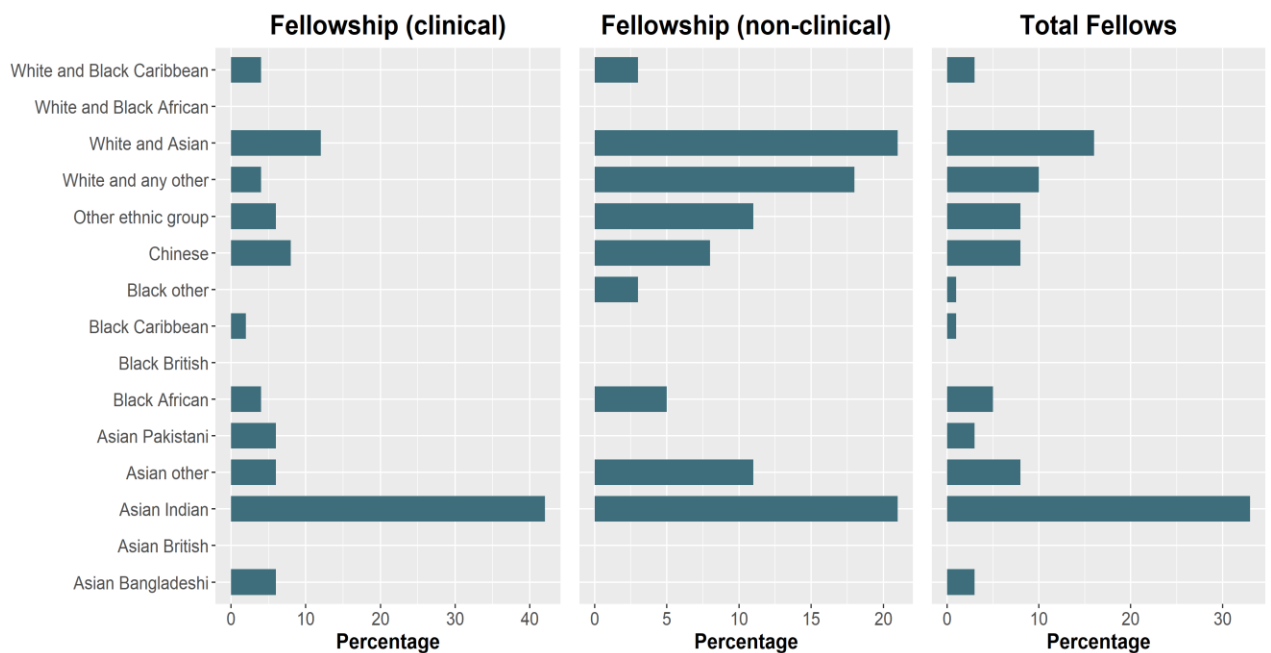 Fellowship (clinical) Fellowship (non-clinical) Total Fellows
White and Black Caribbean
White and Black African
White and Asian
White and any other
Other ethnic group
Chinese
Black other
Black Caribbean
Black British
Black African
Asian Pakistani
Asian other
Asian Indian
Asian British
Asian Bangladeshi
0 10 20 30 40 0 5 10 15 20 0 10 20 30
Percentage Percentage Percentage